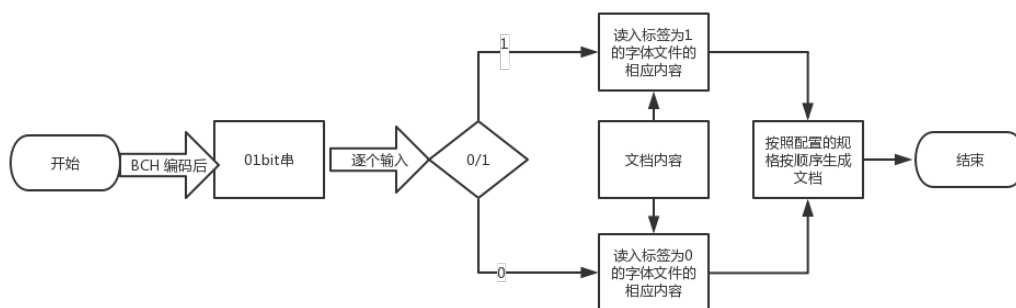 开始
BCH 编码后
01bit串
逐个输入
0/1
1
读入标签为1
的字体文件的
相应内容
文档内容
0
读入标签为0
的字体文件的
相应内容
按照配置的规
格按顺序生成
文档
结束